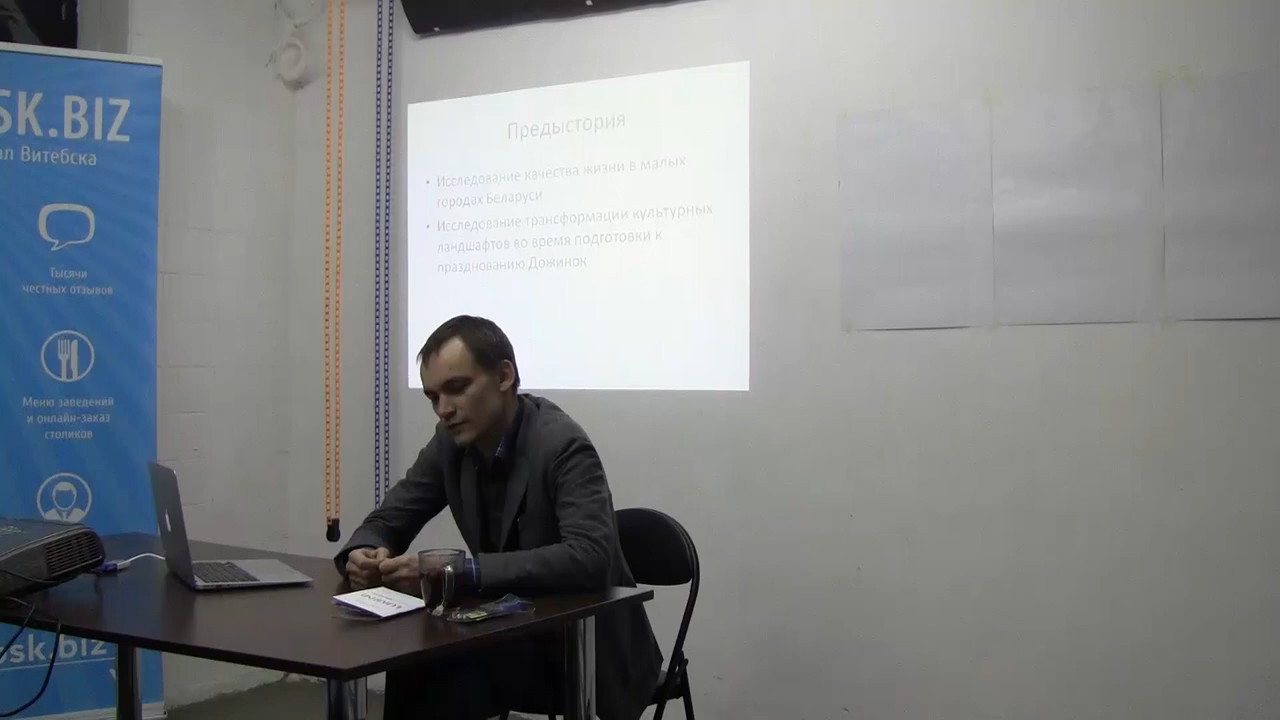 SK.BIZ
ал Витебска
Тысячи
честных отзывов
Меню заведений
и онлайн-заказ
столиков
sk.biz
Предыстория
• Исследование качества жизни в малых
городах Беларуси
• Исследование трансформации культурных
ландшафтов во время подготовки к
празднованию Дожинок